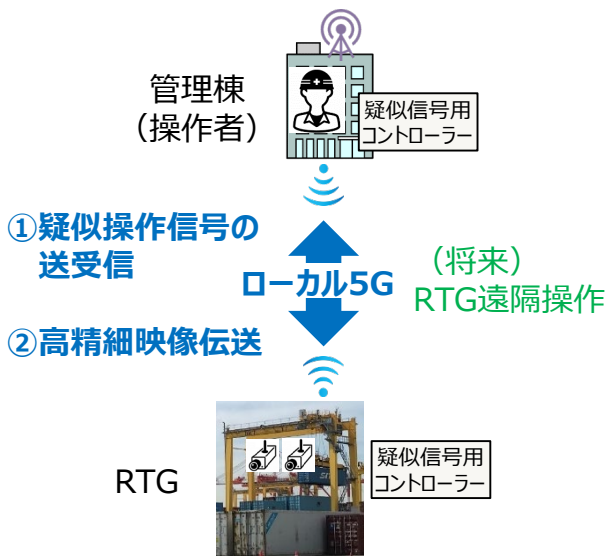 管理棟
（操作者）
疑似信号用
コントローラー
①疑似操作信号の
送受信
ローカル5G
（将来）
RTG遠隔操作
②高精細映像伝送
RTG
疑似信号用
コントローラー